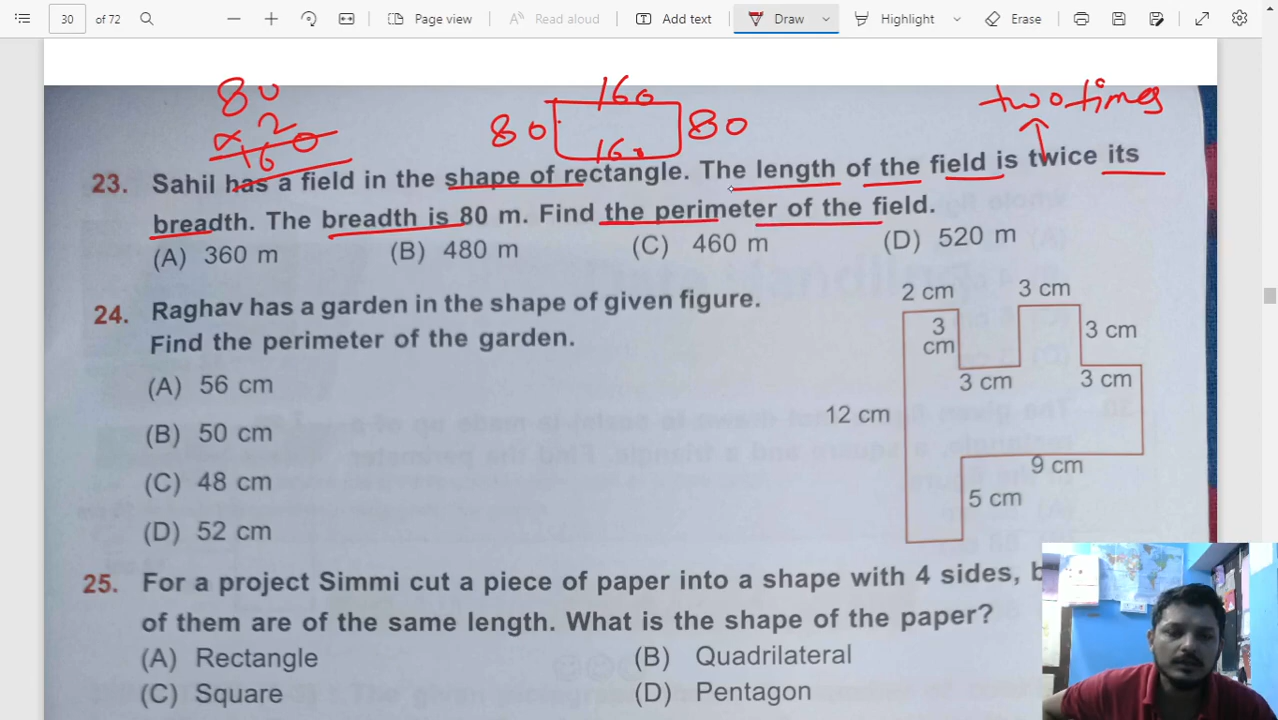 30 of 72 Page view Read aloud Add text Draw Highlight Erase
80
× 2
160
160
80 80
160
two times
23. Sahil has a field in the shape of rectangle. The length of the field is twice its
breadth. The breadth is 80 m. Find the perimeter of the field.
(A) 360 m (B) 480 m (C) 460 m (D) 520 m
24. Raghav has a garden in the shape of given figure.
Find the perimeter of the garden.
(A) 56 cm
(B) 50 cm
(C) 48 cm
(D) 52 cm
2 cm 3 cm
3
cm
3 cm
3 cm 3 cm
12 cm
9 cm
5 cm
25. For a project Simmi cut a piece of paper into a shape with 4 sides, b
of them are of the same length. What is the shape of the paper?
(A) Rectangle (B) Quadrilateral
(C) Square (D) Pentagon